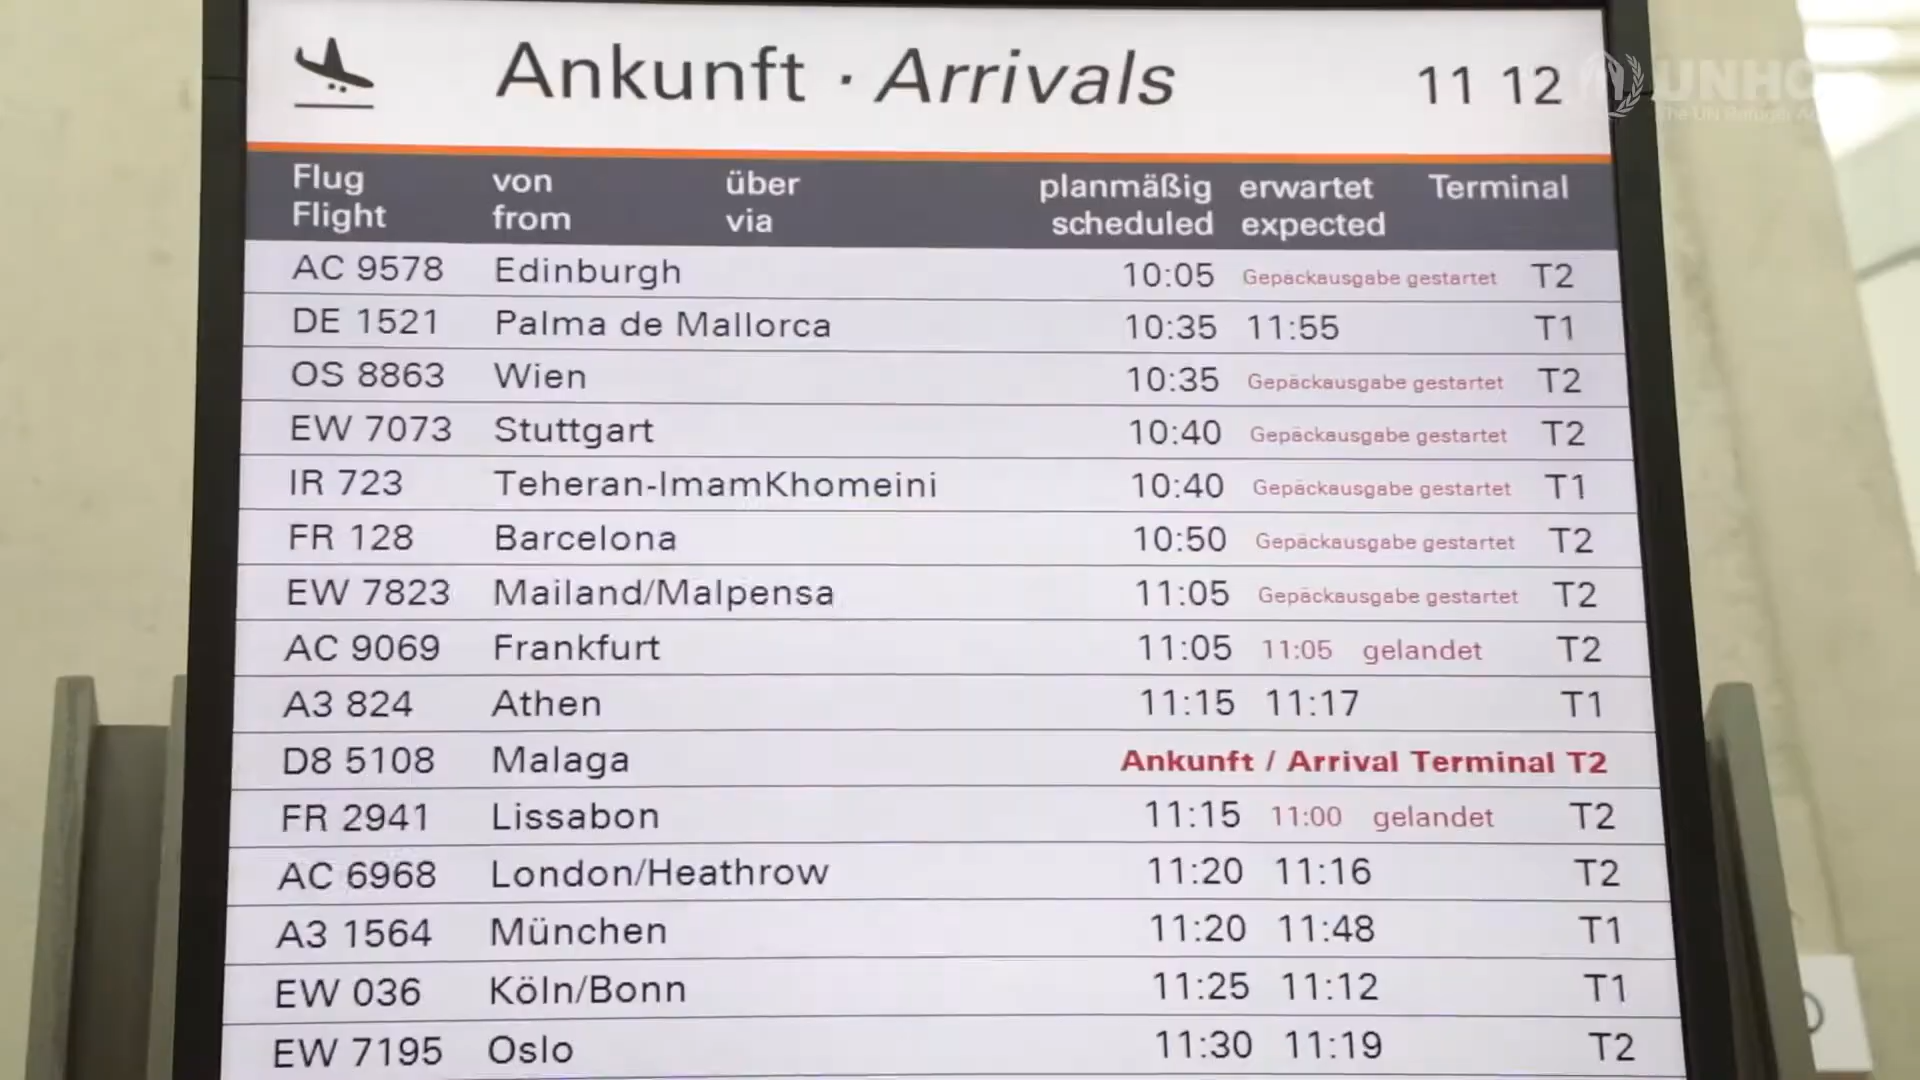 Ankunft · Arrivals 11 12
UNHC
The UN Refugee A
Flug von über planmäßig erwartet Terminal
Flight from via scheduled expected
AC 9578 Edinburgh 10:05 Gepäckausgabe gestartet T2
DE 1521 Palma de Mallorca 10:35 11:55 T1
OS 8863 Wien 10:35 Gepäckausgabe gestartet T2
EW 7073 Stuttgart 10:40 Gepäckausgabe gestartet T2
IR 723 Teheran-ImamKhomeini 10:40 Gepäckausgabe gestartet T1
FR 128 Barcelona 10:50 Gepäckausgabe gestartet T2
EW 7823 Mailand/Malpensa 11:05 Gepäckausgabe gestartet T2
AC 9069 Frankfurt 11:05 11:05 gelandet T2
A3 824 Athen 11:15 11:17 T1
D8 5108 Malaga Ankunft / Arrival Terminal T2
FR 2941 Lissabon 11:15 11:00 gelandet T2
AC 6968 London/Heathrow 11:20 11:16 T2
A3 1564 München 11:20 11:48 T1
EW 036 Köln/Bonn 11:25 11:12 T1
EW 7195 Oslo 11:30 11:19 T2